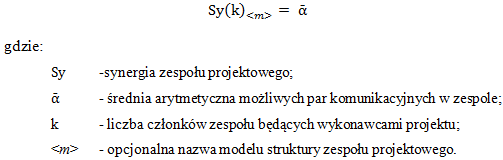 Sy(k)<m> = ᾱ
gdzie:
Sy -synergia zespołu projektowego;
ᾱ - średnia arytmetyczna możliwych par komunikacyjnych w zespole;
k - liczba członków zespołu będących wykonawcami projektu;
<m> - opcjonalna nazwa modelu struktury zespołu projektowego.